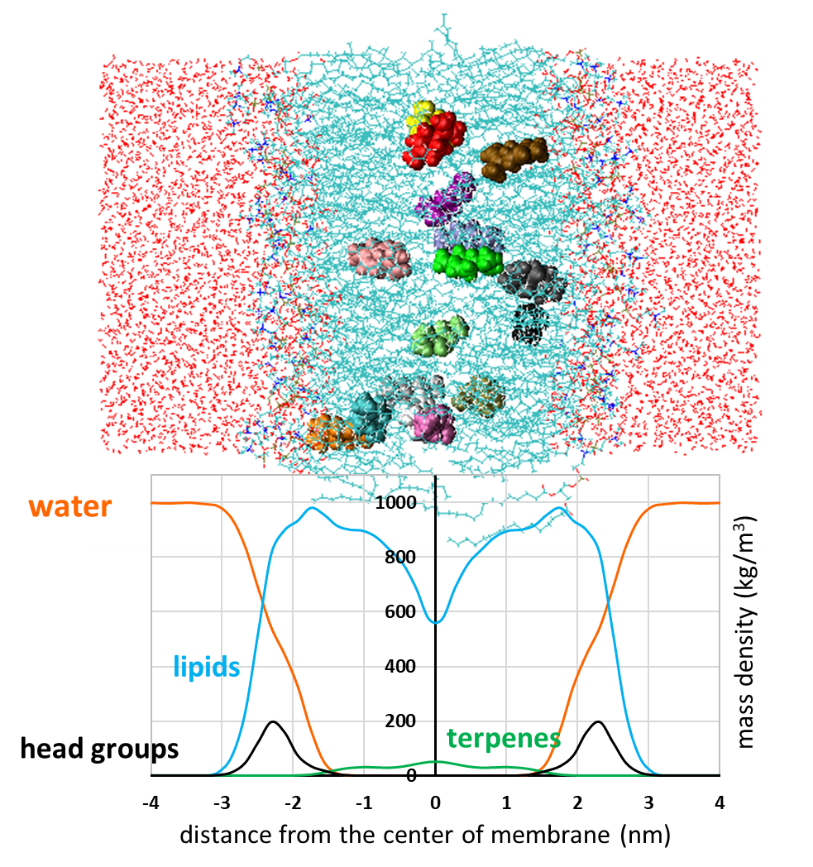 water
1000
800
600
lipids
400
200
head groups
terpenes
0
mass density (kg/m³)
-4 -3 -2 -1 0 1 2 3 4
distance from the center of membrane (nm)